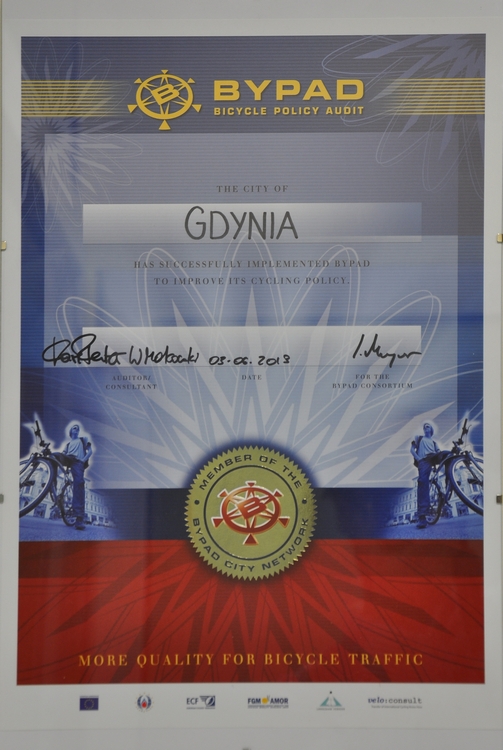 BYPAD
BICYCLE POLICY AUDIT
THE CITY OF
GDYNIA
HAS SUCCESSFULLY IMPLEMENTED BYPAD
TO IMPROVE ITS CYCLING POLICY.
05-06.2013
AUDITOR/
CONSULTANT
DATE
FOR THE
BYPAD CONSORTIUM
MEMBER OF THE
BYPAD CITY NETWORK
MORE QUALITY FOR BICYCLE TRAFFIC
ECF
FGM AMOR
velo:consult